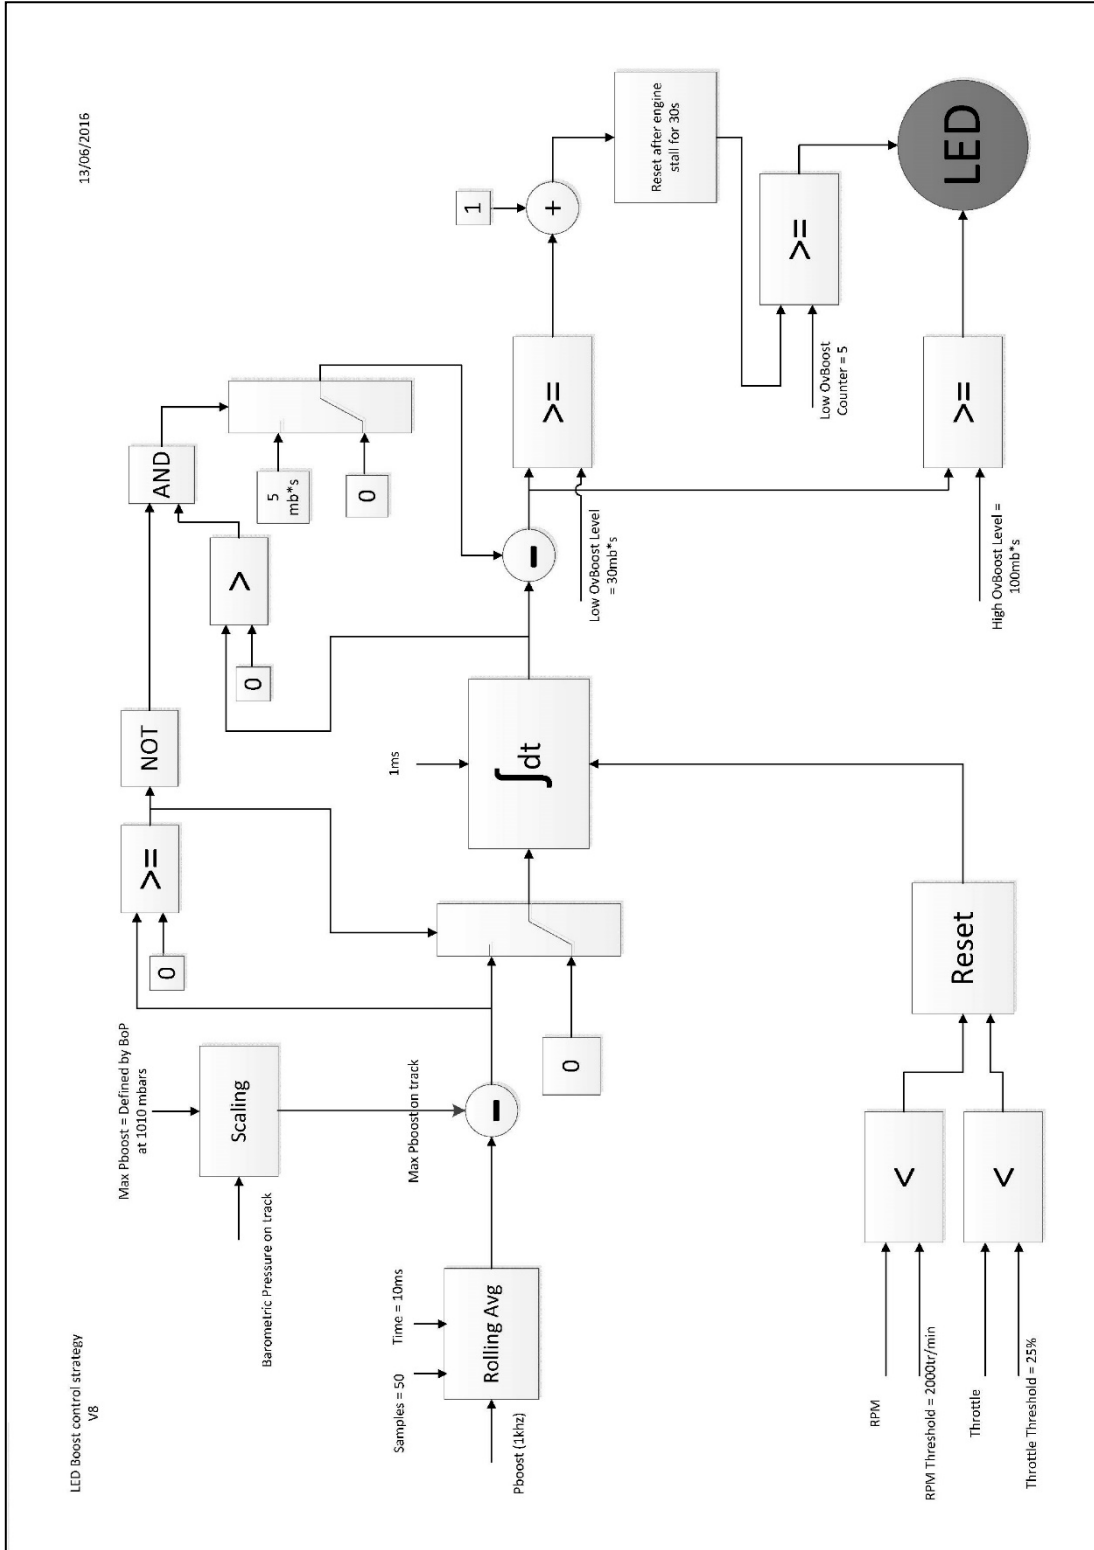 LED Boost control strategy
V8
13/06/2016
Max Pboost = Defined by BoP
at 1010 mbars
Scaling
Barometric Pressure on track
Max Pboost on track
Samples = 50
Time = 10ms
Rolling Avg
Pboost (1khz)
-
0
>=
0
NOT
AND
>
0
5
mb*s
0
1ms
∫dt
-
Low OvBoost Level
= 30mb*s
>=
1
+
Reset after engine
stall for 30s
>=
Low OvBoost
Counter = 5
LED
>=
High OvBoost Level =
100mb*s
RPM
RPM Threshold = 2000tr/min
<
Throttle
Throttle Threshold = 25%
<
Reset